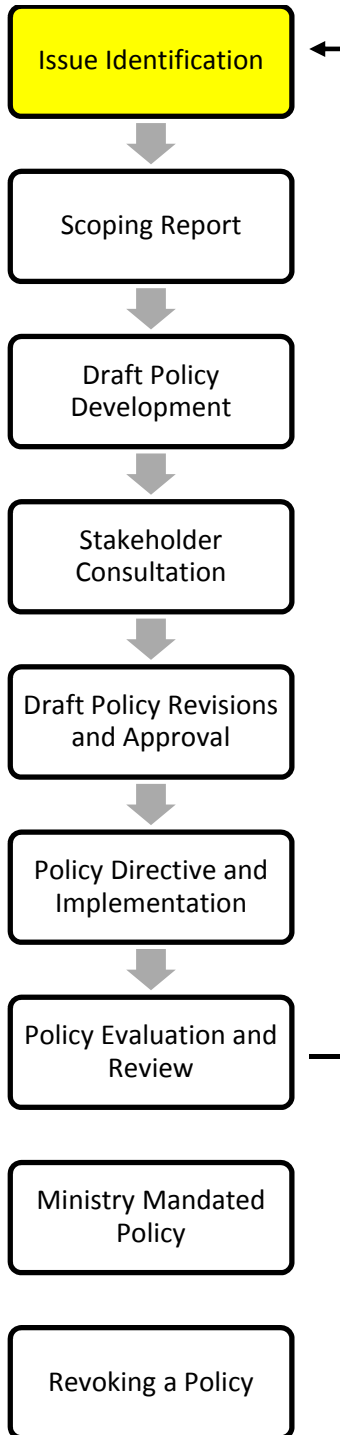 Issue Identification
Scoping Report
Draft Policy
Development
Stakeholder
Consultation
Draft Policy Revisions
and Approval
Policy Directive and
Implementation
Policy Evaluation and
Review
Ministry Mandated
Policy
Revoking a Policy